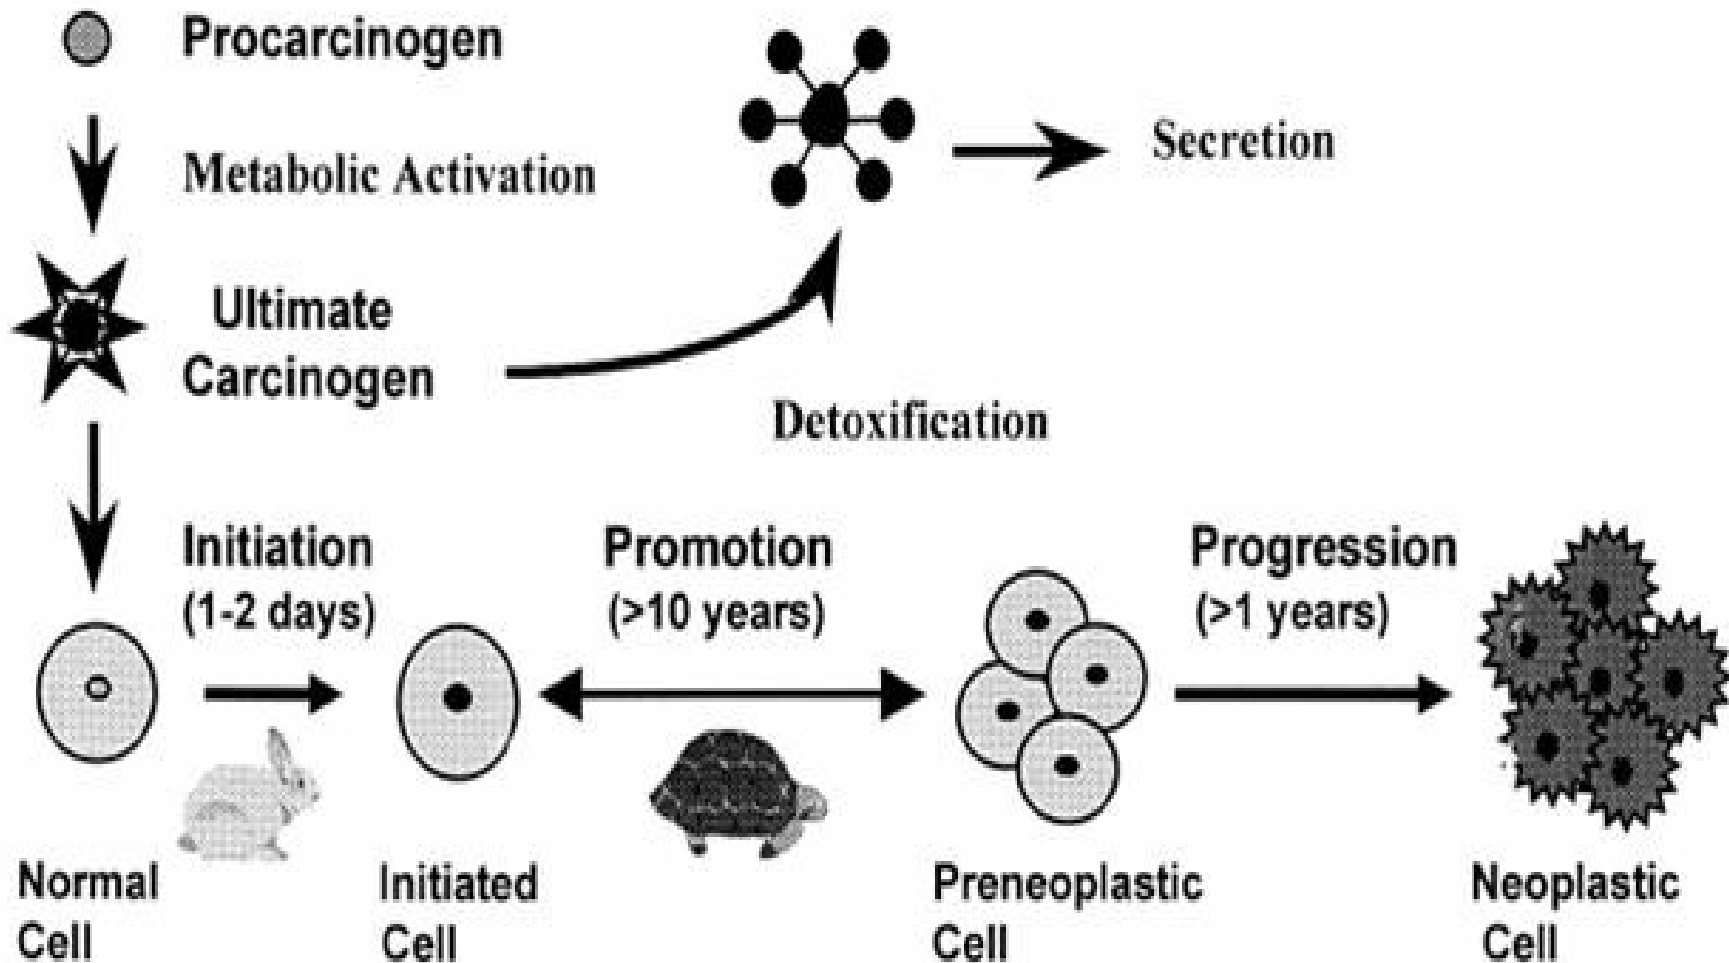 Procarcinogen
Metabolic Activation
Secretion
Ultimate
Carcinogen
Detoxification
Initiation
(1-2 days)
Promotion
(>10 years)
Progression
(>1 years)
Normal
Cell
Initiated
Cell
Preneoplastic
Cell
Neoplastic
Cell